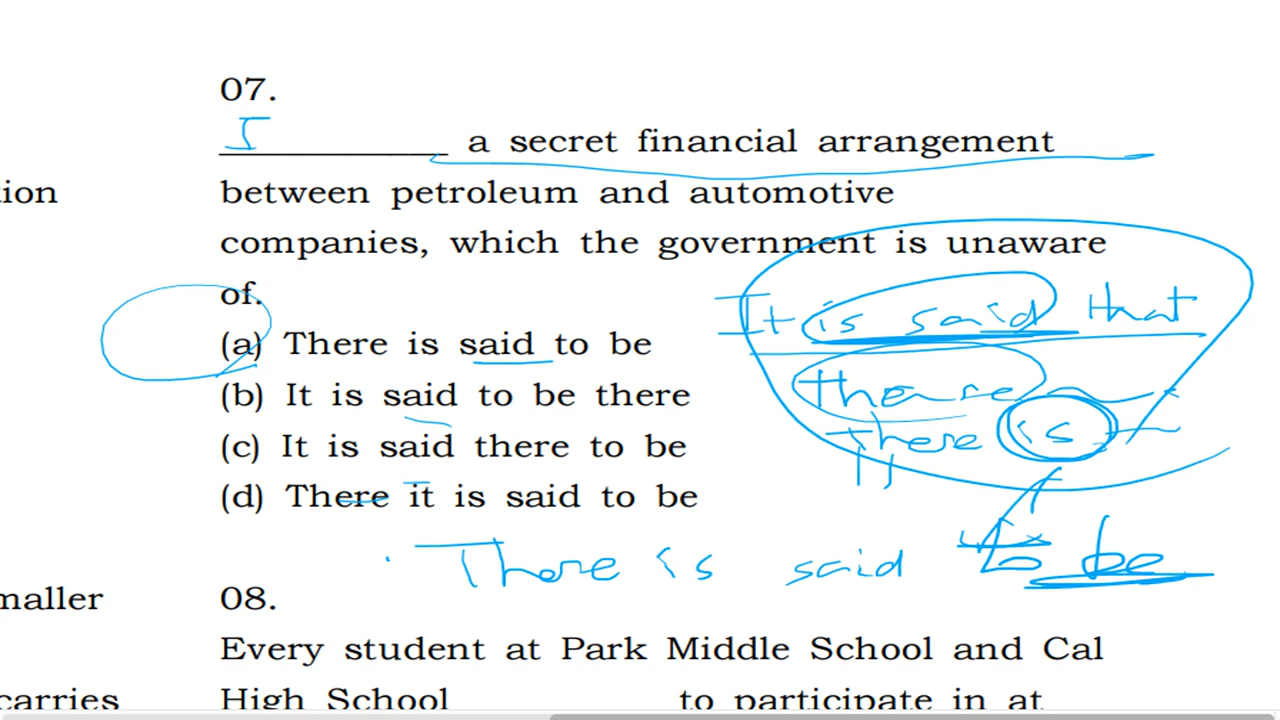 07.
I
____________ a secret financial arrangement
tion between petroleum and automotive
companies, which the government is unaware
of.
It is said that
(a) There is said to be
there
(b) It is said to be there
There is
(c) It is said there to be
(d) There it is said to be
There is said to be
maller 08.
Every student at Park Middle School and Cal
carries High School ____________ to participate in at